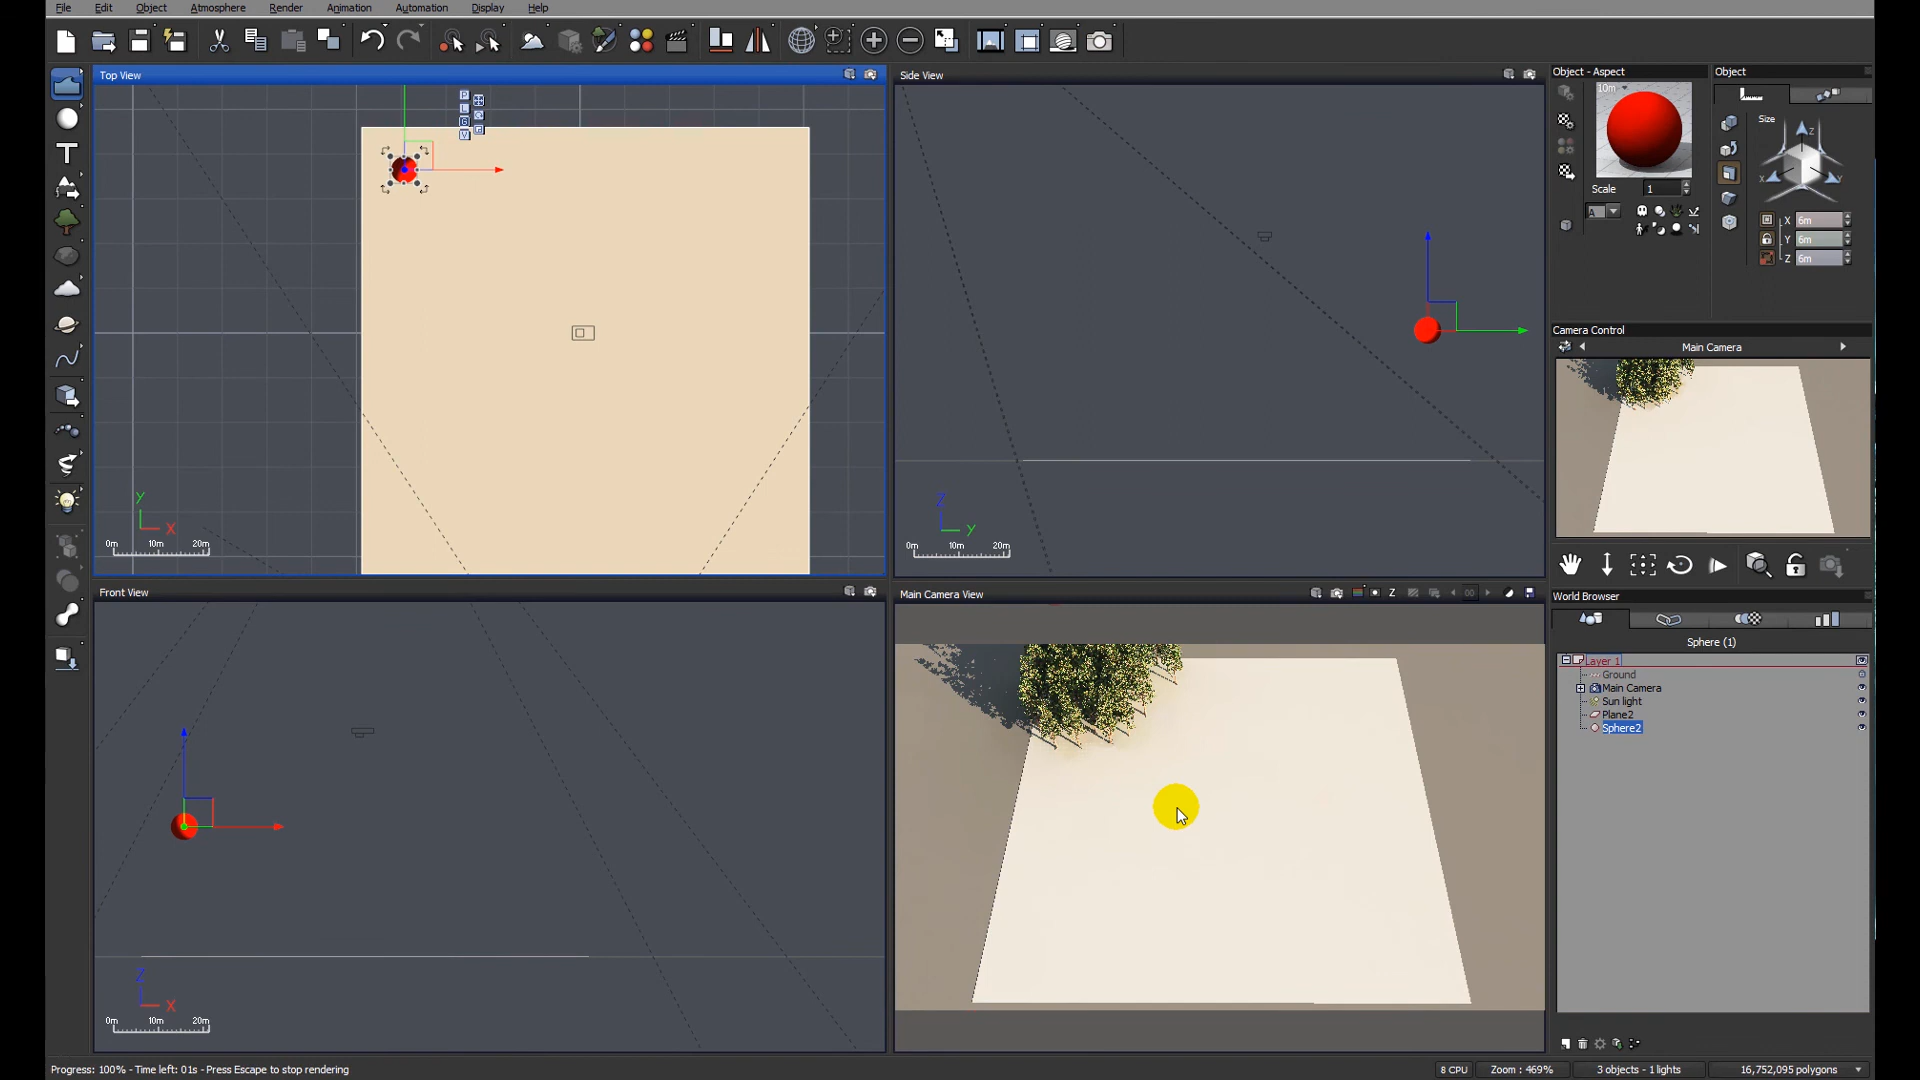 File Edit Object Atmosphere Render Animation Automation Display Help
Top View
Side View
Object - Aspect
Object
10m
Size
Z
X Y
Scale 1
A
X 6m
Y 6m
Z 6m
P
L
G
V
Camera Control
Main Camera
Y
X
0m 10m 20m
Z
Y
0m 10m 20m
Front View
Main Camera View
Z
World Browser
Sphere (1)
Layer 1
Ground
Main Camera
Sun light
Plane2
Sphere2
Z
X
0m 10m 20m
Progress: 100% - Time left: 01s - Press Escape to stop rendering
8 CPU
Zoom : 469%
3 objects - 1 lights
16,752,095 polygons